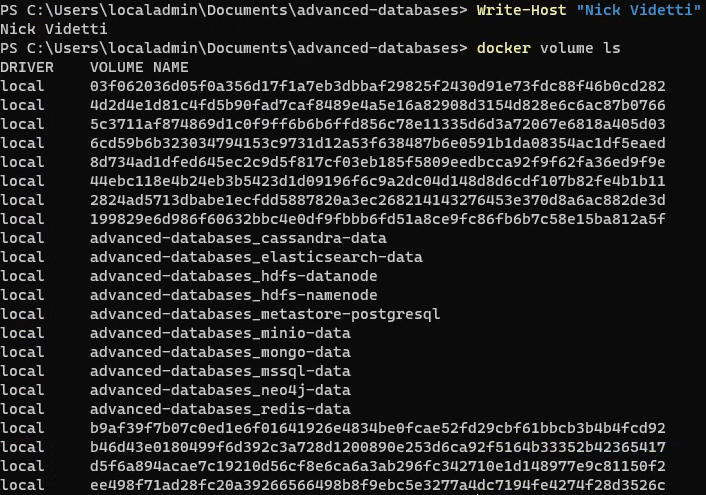 PS C:\Users\localadmin\Documents\advanced-databases> Write-Host "Nick Videtti"
Nick Videtti
PS C:\Users\localadmin\Documents\advanced-databases> docker volume ls
DRIVER    VOLUME NAME
local     03f062036d05f0a356d17f1a7eb3dbbaf29825f2430d91e73fdc88f46b0cd282
local     4d2d4e1d81c4fd5b90fad7caf8489e4a5e16a82908d3154d828e6c6ac87b0766
local     5c3711af874869d1c0f9ff6b6b6ffd856c78e11335d6d3a72067e6818a405d03
local     6cd59b6b323034794153c9731d12a53f638487b6e0591b1da08354ac1df5eaed
local     8d734ad1dfed645ec2c9d5f817cf03eb185f5809eedbcca92f9f62fa36ed9f9e
local     44ebc118e4b24eb3b5423d1d09196f6c9a2dc04d148d8d6cdf107b82fe4b1b11
local     2824ad5713dbabe1ecfdd5887820a3ec268214143276453e370d8a6ac882de3d
local     199829e6d986f60632bbc4e0df9fbbb6fd51a8ce9fc86fb6b7c58e15ba812a5f
local     advanced-databases_cassandra-data
local     advanced-databases_elasticsearch-data
local     advanced-databases_hdfs-datanode
local     advanced-databases_hdfs-namenode
local     advanced-databases_metastore-postgresql
local     advanced-databases_minio-data
local     advanced-databases_mongo-data
local     advanced-databases_mssql-data
local     advanced-databases_neo4j-data
local     advanced-databases_redis-data
local     b9af39f7b07c0ed1e6f01641926e4834be0fcae52fd29cbf61bbcb3b4b4fcd92
local     b46d43e0180499f6d392c3a728d1200890e253d6ca92f5164b33352b42365417
local     d5f6a894acae7c19210d56cf8e6ca6a3ab296fc342710e1d148977e9c81150f2
local     ee498f71ad28fc20a39266566498b8f9ebc5e3277a4dc7194fe4274f28d3526c